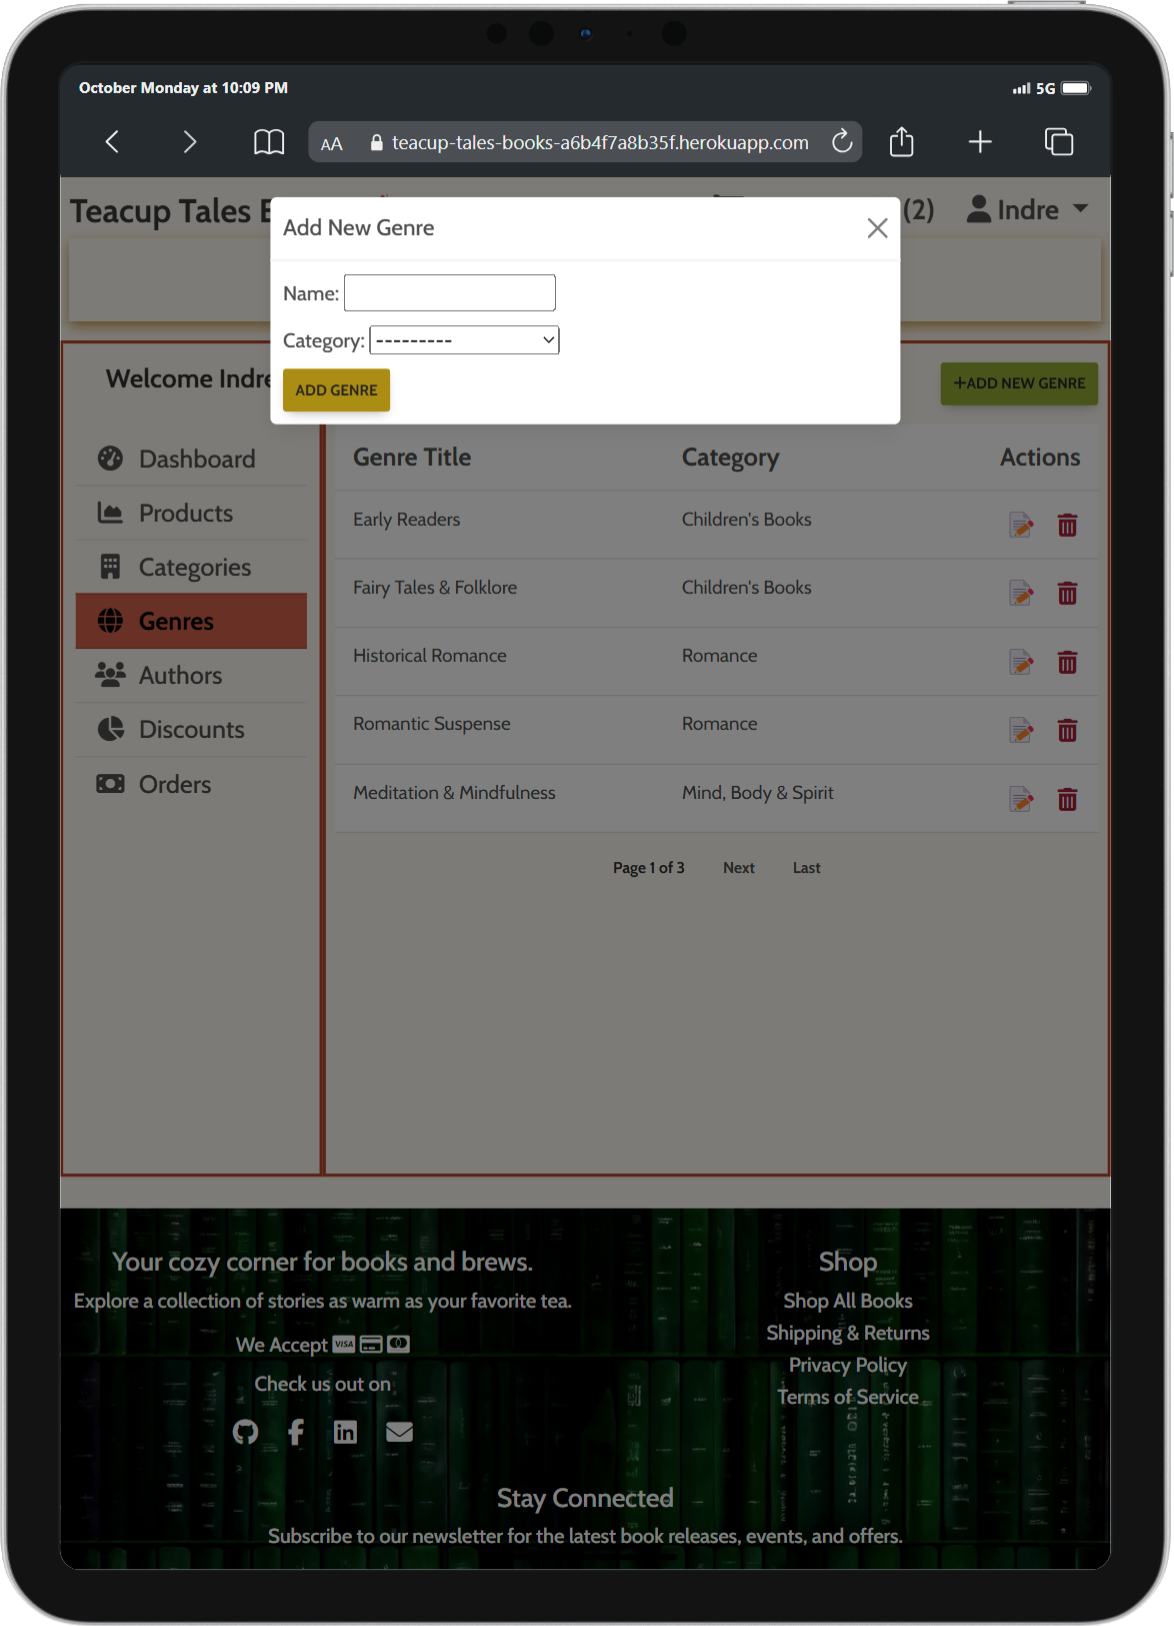 October Monday at 10:09 PM
5G
AA teacup-tales-books-a6b4f7a8b35f.herokuapp.com
Teacup Tales
(2) Indre
Add New Genre
Name:
Category: ---------
ADD GENRE
Welcome Indre
+ADD NEW GENRE
Dashboard
Products
Categories
Genres
Authors
Discounts
Orders
Genre Title Category Actions
Early Readers Children's Books
Fairy Tales & Folklore Children's Books
Historical Romance Romance
Romantic Suspense Romance
Meditation & Mindfulness Mind, Body & Spirit
Page 1 of 3 Next Last
Your cozy corner for books and brews.
Explore a collection of stories as warm as your favorite tea.
We Accept VISA
Check us out on
in
Shop
Shop All Books
Shipping & Returns
Privacy Policy
Terms of Service
Stay Connected
Subscribe to our newsletter for the latest book releases, events, and offers.